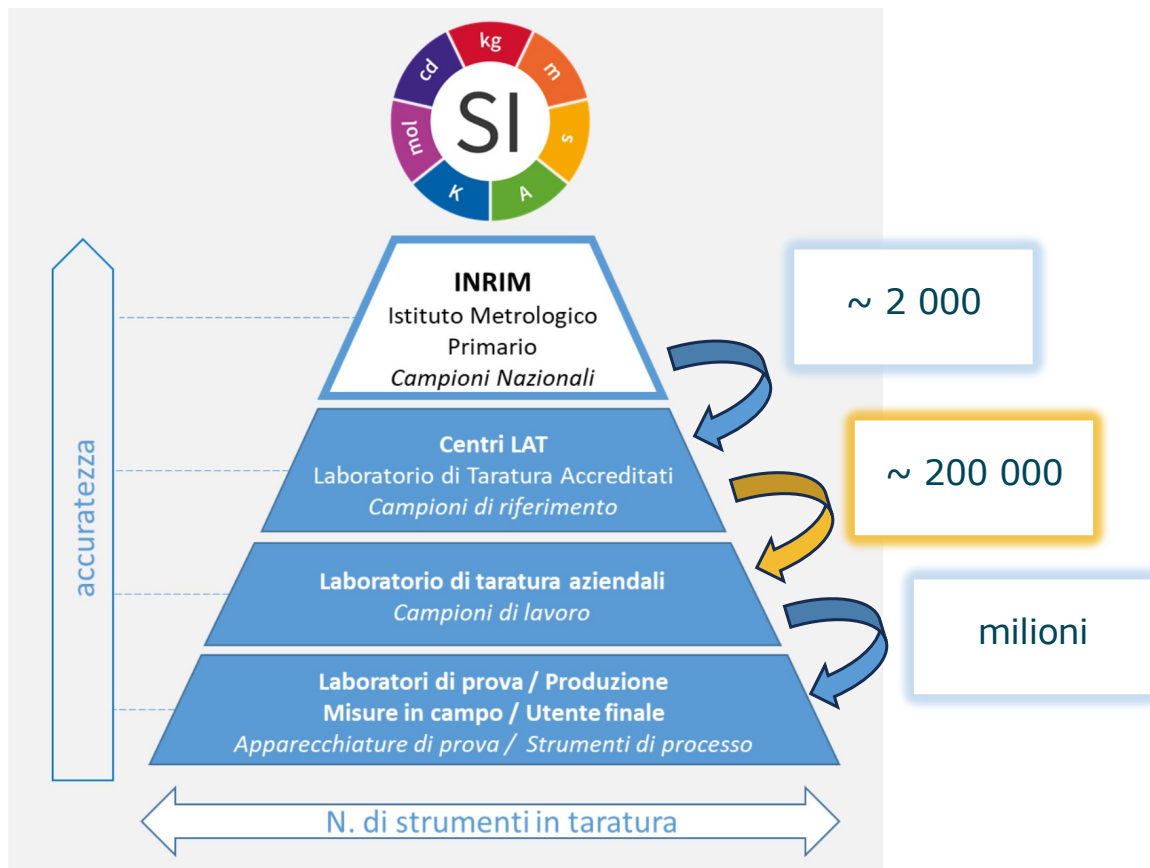 kg
m
s
A
K
mol
cd
SI
INRIM
Istituto Metrologico
Primario
Campioni Nazionali
~ 2 000
Centri LAT
Laboratorio di Taratura Accreditati
Campioni di riferimento
~ 200 000
Laboratorio di taratura aziendali
Campioni di lavoro
milioni
Laboratori di prova / Produzione
Misure in campo / Utente finale
Apparecchiature di prova / Strumenti di processo
accuratezza
N. di strumenti in taratura